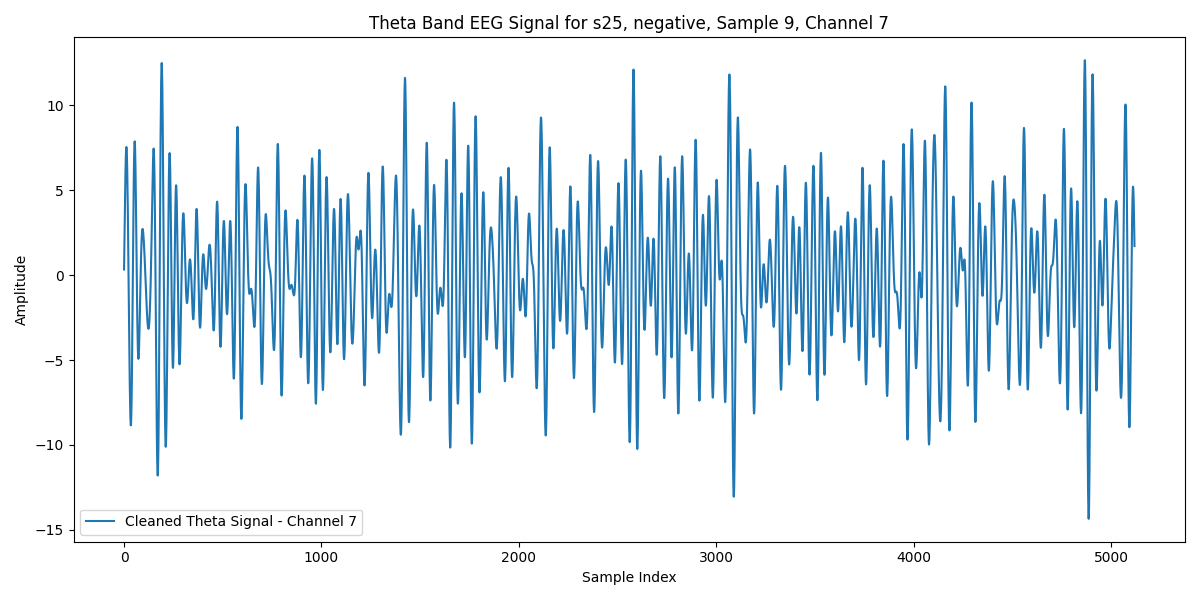 Theta Band EEG Signal for s25, negative, Sample 9, Channel 7
Amplitude
10
5
0
−5
−10
−15
Cleaned Theta Signal - Channel 7
0 1000 2000 3000 4000 5000
Sample Index